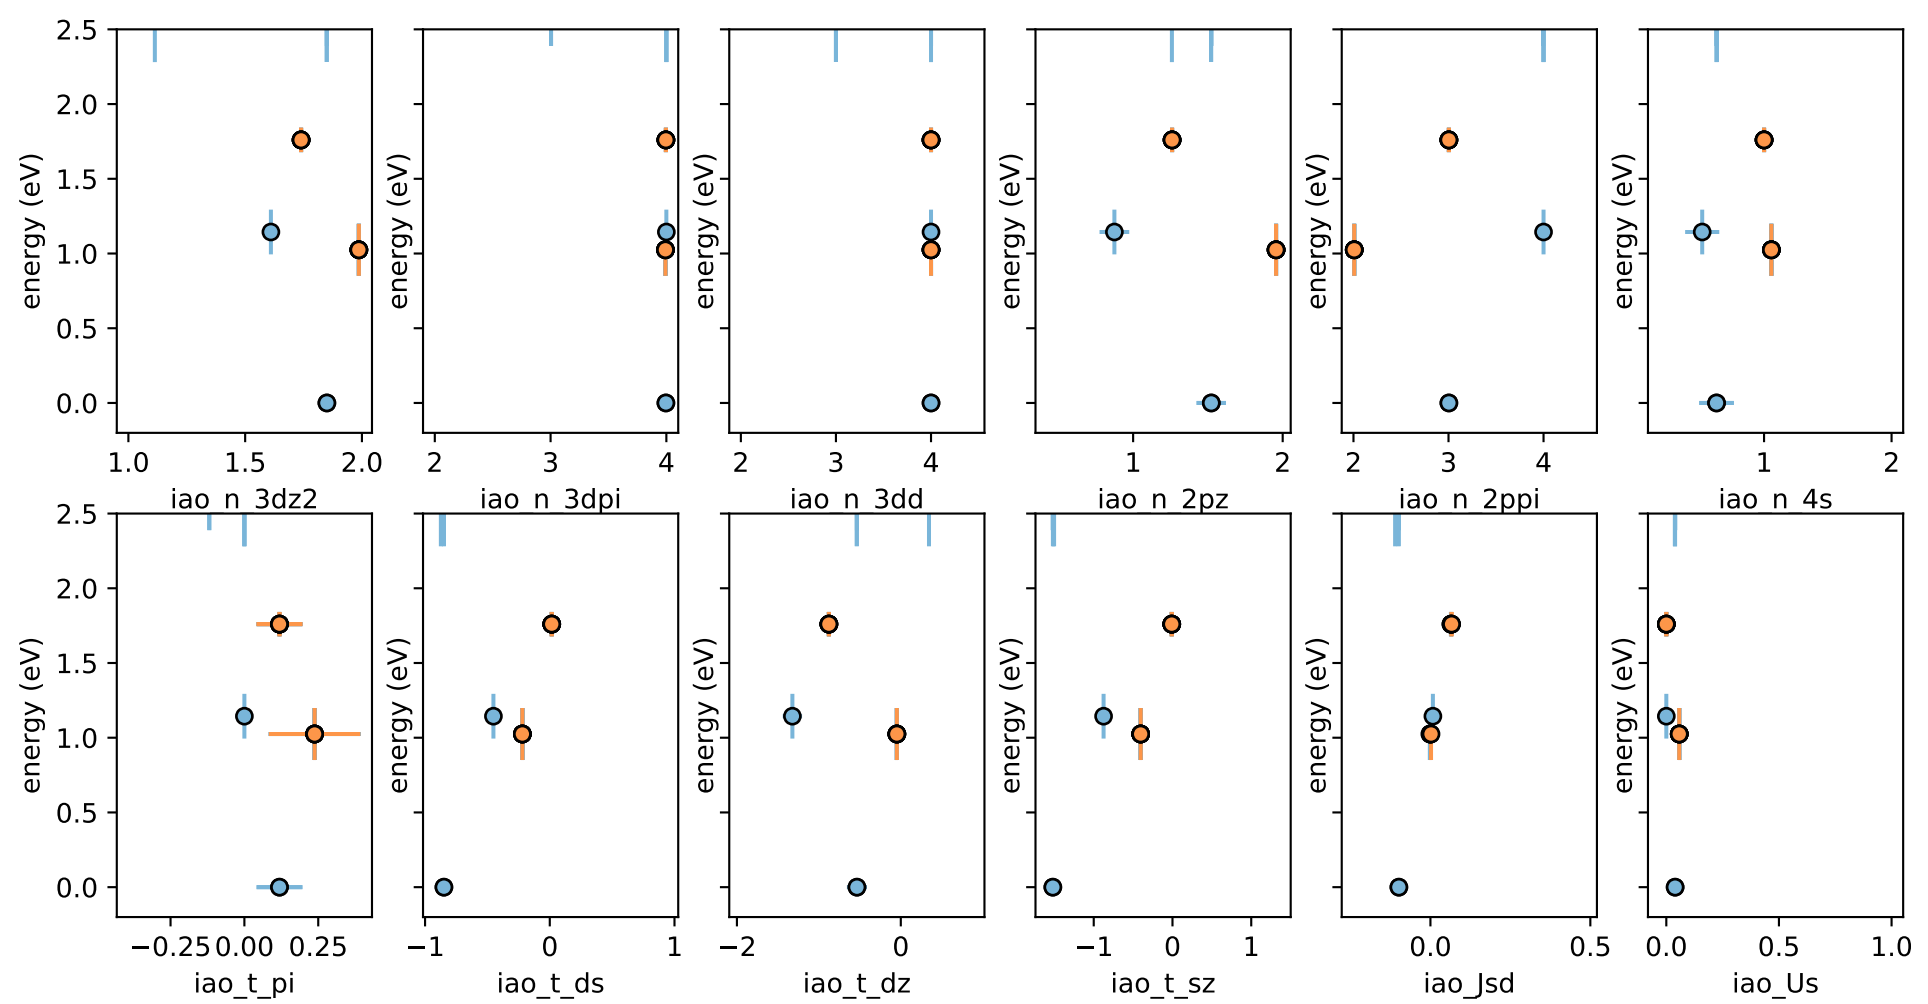 2.5
2.0
1.5
1.0
0.5
0.0
energy (eV)
energy (eV)
energy (eV)
energy (eV)
energy (eV)
energy (eV)
1.0 1.5 2.0
2 3 4
2 3 4
1 2
2 3 4
1 2
iao_n_3dz2
iao_n_3dpi
iao_n_3dd
iao_n_2pz
iao_n_2ppi
iao_n_4s
2.5
2.0
1.5
1.0
0.5
0.0
energy (eV)
energy (eV)
energy (eV)
energy (eV)
energy (eV)
energy (eV)
−0.25 0.00 0.25
−1 0 1
−2 0
−1 0 1
0.0 0.5
0.0 0.5 1.0
iao_t_pi
iao_t_ds
iao_t_dz
iao_t_sz
iao_Jsd
iao_Us